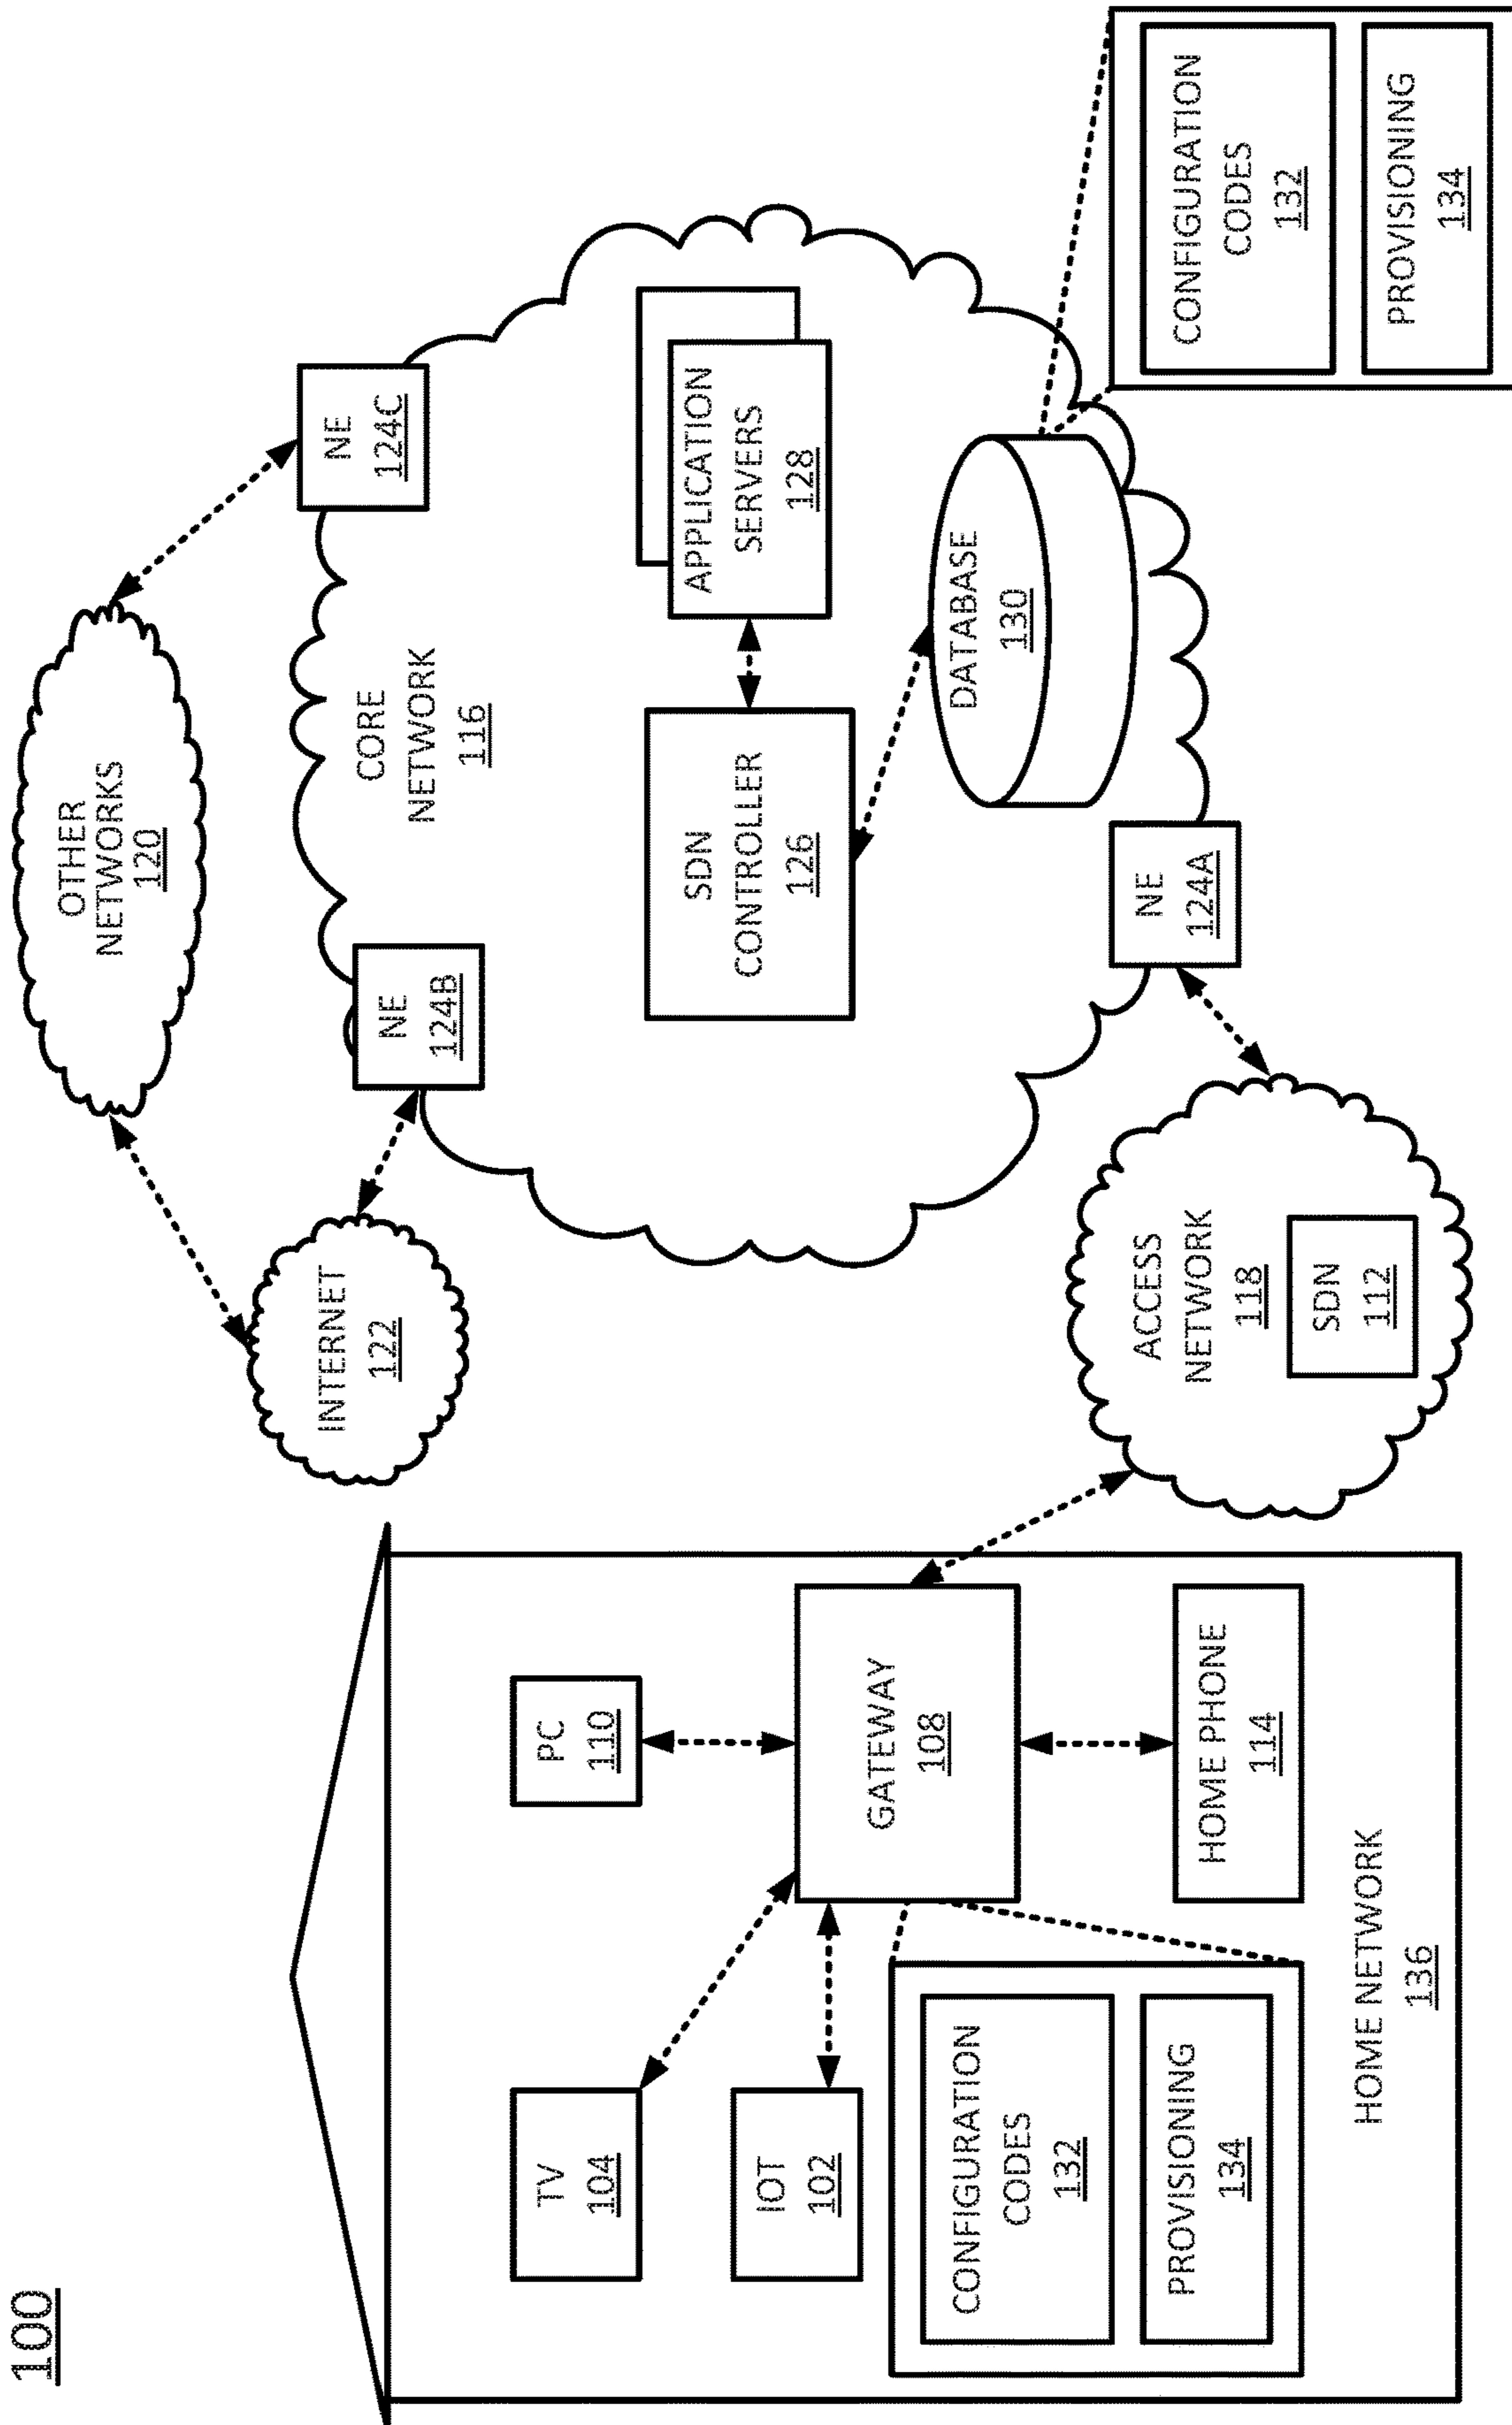 100
OTHER
NETWORKS
120
INTERNET
122
NE
124B
NE
124C
CORE
NETWORK
116
SDN
CONTROLLER
126
APPLICATION
SERVERS
128
DATABASE
130
NE
124A
CONFIGURATION
CODES
132
PROVISIONING
134
ACCESS
NETWORK
118
SDN
112
TV
104
PC
110
IOT
102
GATEWAY
108
CONFIGURATION
CODES
132
PROVISIONING
134
HOME PHONE
114
HOME NETWORK
136